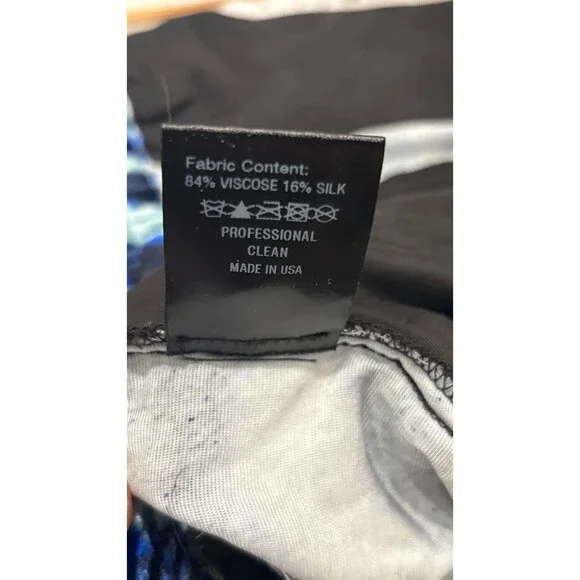 Fabric Content:
84% VISCOSE 16% SILK
PROFESSIONAL
CLEAN
MADE IN USA